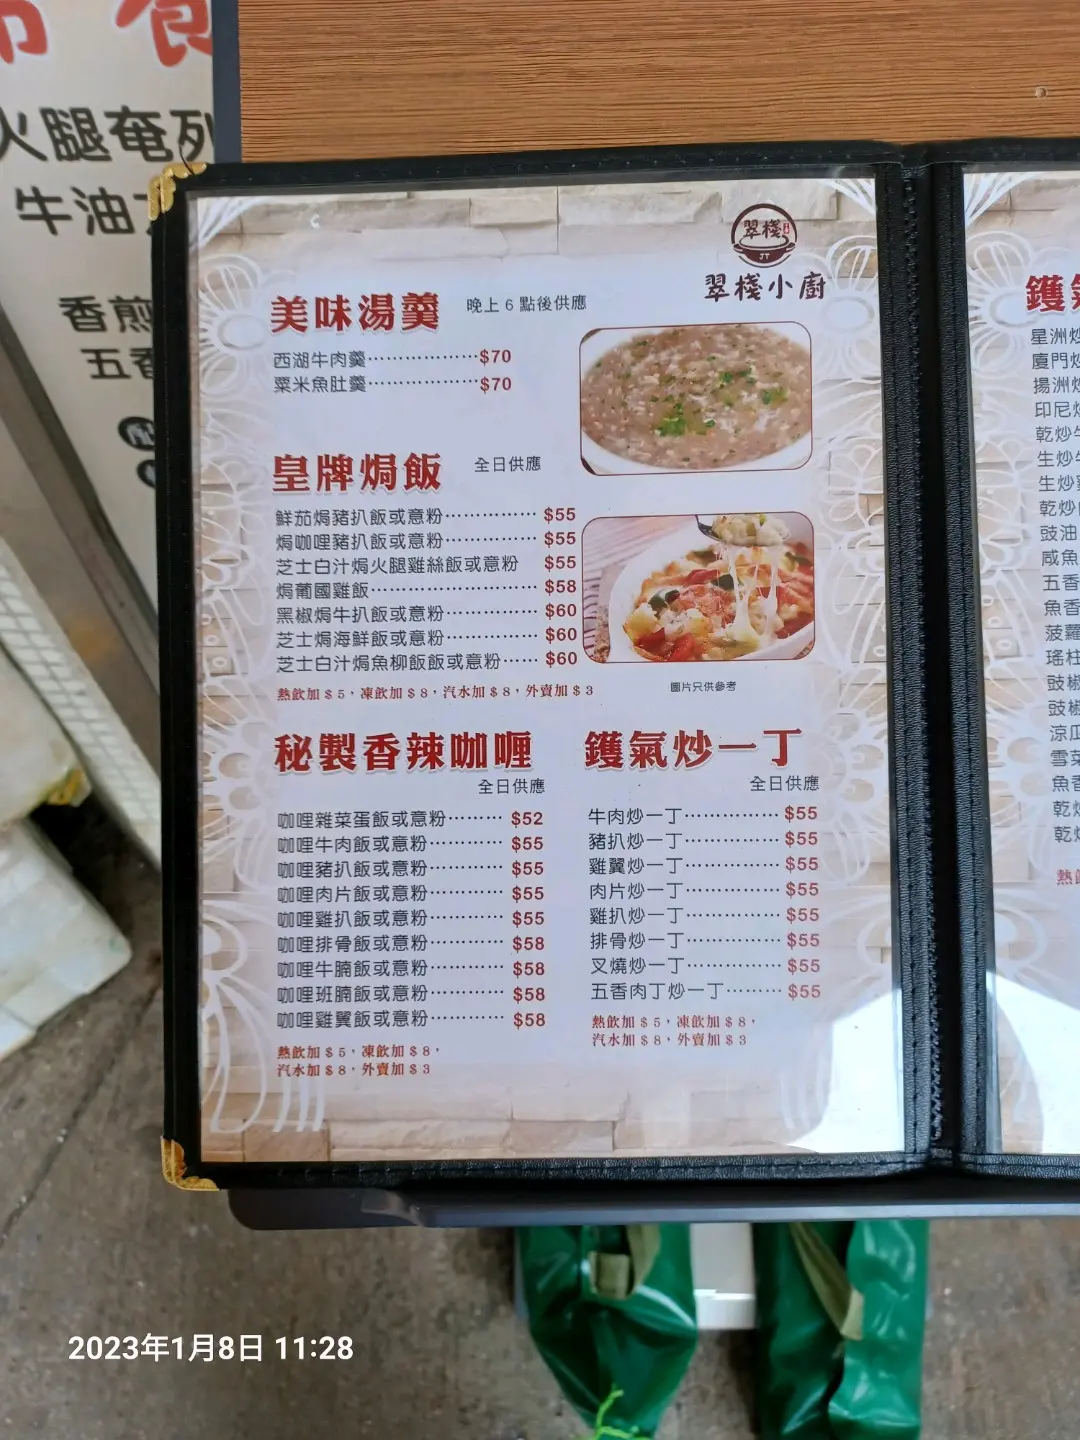 火腿奄列
牛油
香煎
五香
翠棧
JT
翠棧小廚
美味湯羹 晚上6點後供應
西湖牛肉羹………………$70
粟米魚肚羹………………$70
皇牌焗飯 全日供應
鮮茄焗豬扒飯或意粉……………$55
焗咖喱豬扒飯或意粉……………$55
芝士白汁焗火腿雞絲飯或意粉 $55
焗葡國雞飯………………………$58
黑椒焗牛扒飯或意粉……………$60
芝士焗海鮮飯或意粉……………$60
芝士白汁焗魚柳飯飯或意粉……$60
熱飲加$5，凍飲加$8，汽水加$8，外賣加$3
圖片只供參考
秘製香辣咖喱
全日供應
咖喱雜菜蛋飯或意粉………$52
咖喱牛肉飯或意粉…………$55
咖喱豬扒飯或意粉…………$55
咖喱肉片飯或意粉…………$55
咖喱雞扒飯或意粉…………$55
咖喱排骨飯或意粉…………$58
咖喱牛腩飯或意粉…………$58
咖喱班腩飯或意粉…………$58
咖喱雞翼飯或意粉…………$58
熱飲加$5，凍飲加$8，
汽水加$8，外賣加$3
鑊氣炒一丁
全日供應
牛肉炒一丁……………$55
豬扒炒一丁……………$55
雞翼炒一丁……………$55
肉片炒一丁……………$55
雞扒炒一丁……………$55
排骨炒一丁……………$55
叉燒炒一丁……………$55
五香肉丁炒一丁………$55
熱飲加$5，凍飲加$8，
汽水加$8，外賣加$3
鑊
星洲炒
廈門炒
揚洲炒
印尼炒
乾炒牛
生炒牛
生炒
乾炒
豉油
咸魚
五香
魚香
菠蘿
瑤柱
豉椒
豉椒
涼瓜
雪菜
魚香
乾炒
乾炒
2023年1月8日 11:28